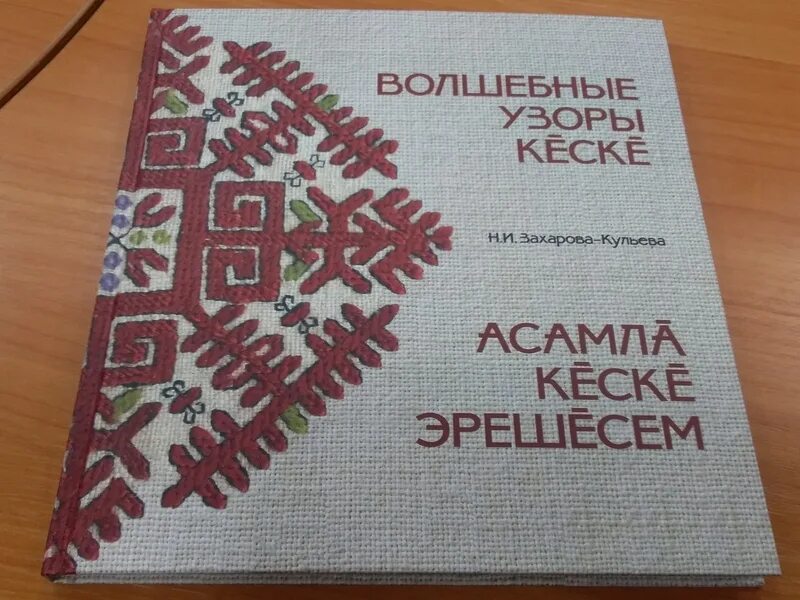 ВОЛШЕБНЫЕ
УЗОРЫ
КĔСКĔ
Н.И. Захарова-Кульева
АСАМЛĂ
КĔСКĔ
ЭРЕШĔСЕМ